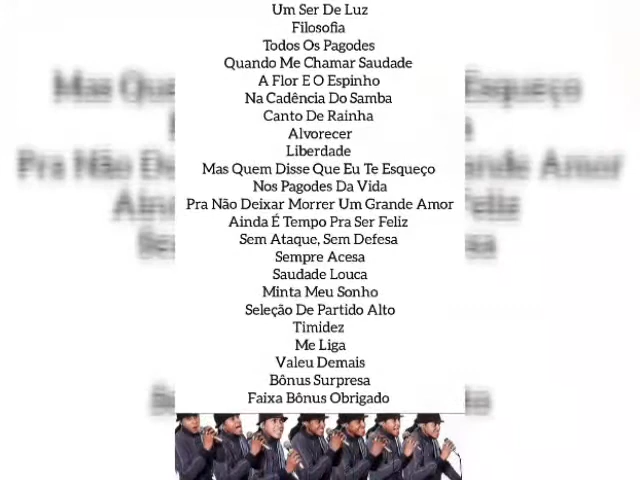 Um Ser De Luz
Filosofia
Todos Os Pagodes
Quando Me Chamar Saudade
A Flor E O Espinho
Na Cadência Do Samba
Canto De Rainha
Alvorecer
Liberdade
Mas Quem Disse Que Eu Te Esqueço
Nos Pagodes Da Vida
Pra Não Deixar Morrer Um Grande Amor
Ainda É Tempo Pra Ser Feliz
Sem Ataque, Sem Defesa
Sempre Acesa
Saudade Louca
Minta Meu Sonho
Seleção De Partido Alto
Timidez
Me Liga
Valeu Demais
Bônus Surpresa
Faixa Bônus Obrigado